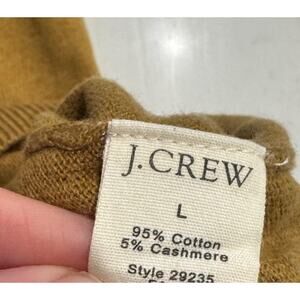 J.CREW
L
95% Cotton
5% Cashmere
Style 29235